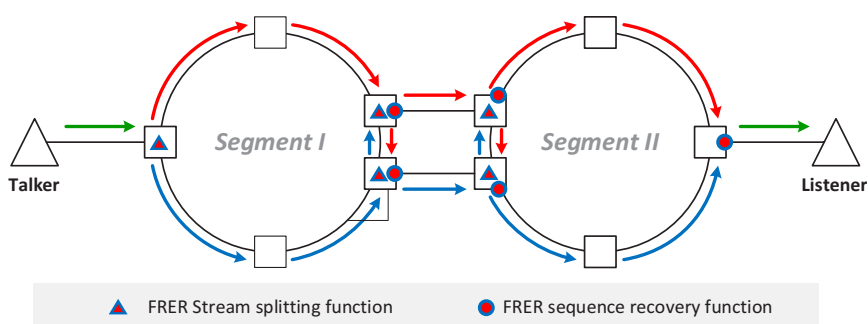 Segment I
Segment II
Talker
Listener
FRER Stream splitting function
FRER sequence recovery function